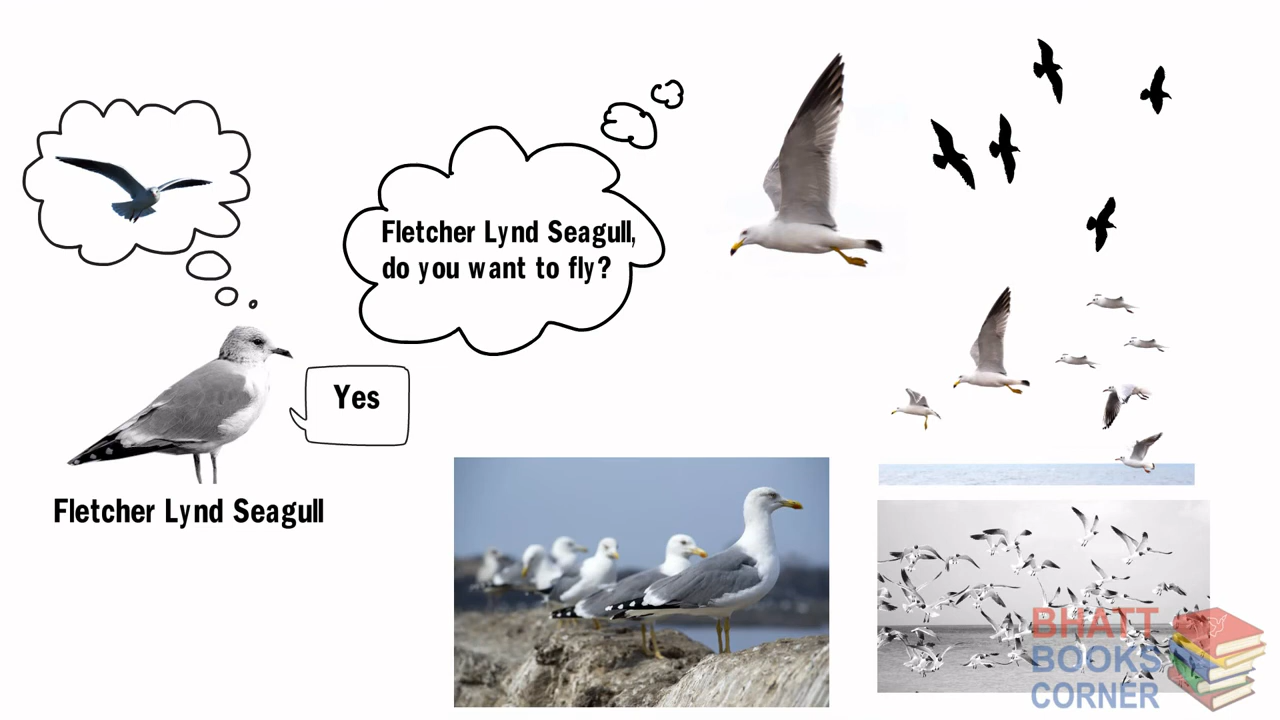 Fletcher Lynd Seagull,
do you want to fly?
Yes
Fletcher Lynd Seagull
BHATT
BOOKS
CORNER